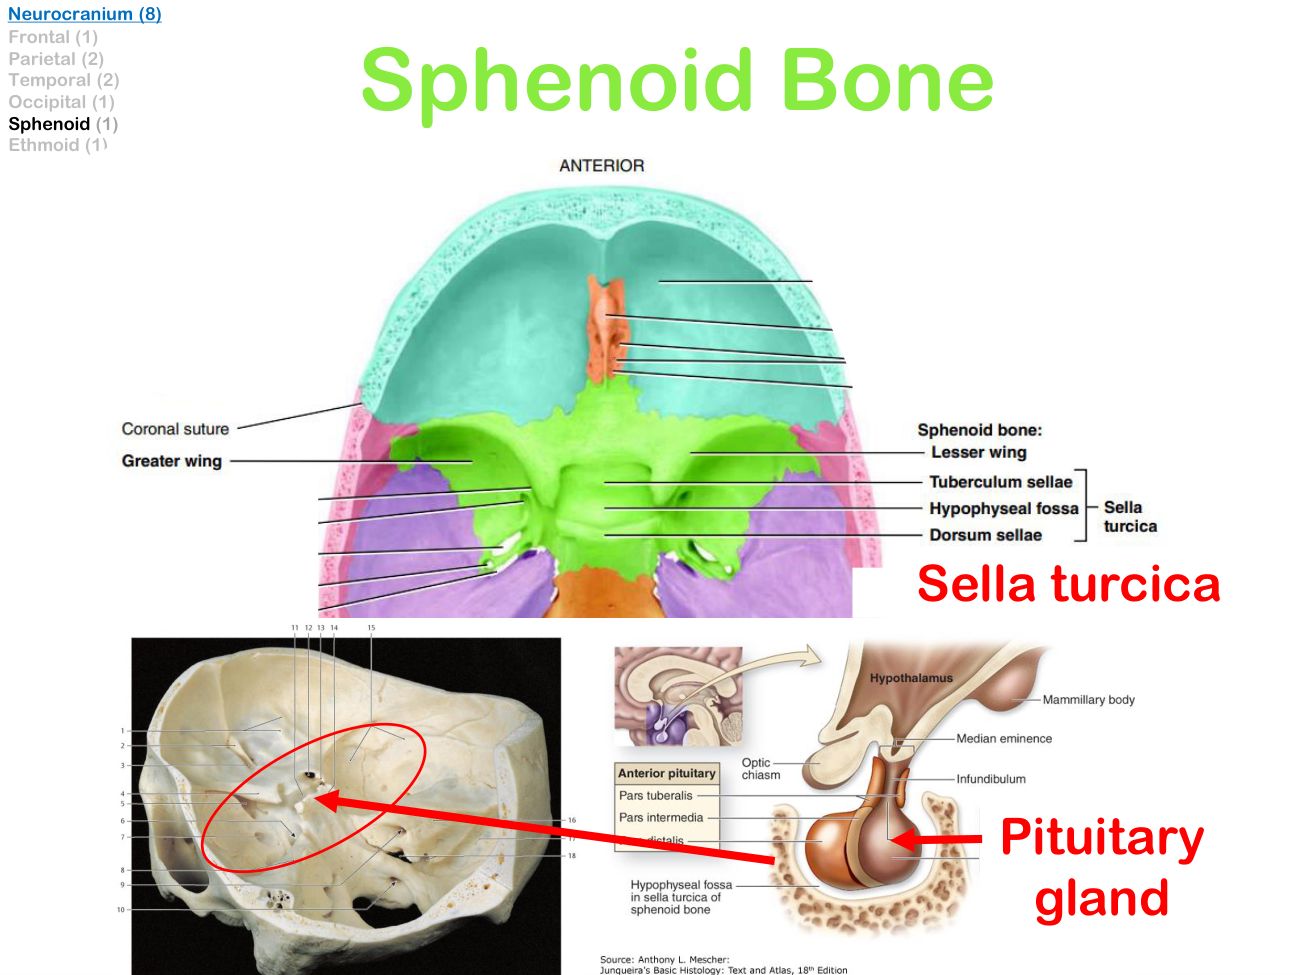 Neurocranium (8)
Frontal (1)
Parietal (2)
Temporal (2)
Occipital (1)
Sphenoid (1)
Ethmoid (1)
Sphenoid Bone
ANTERIOR
Coronal suture
Greater wing
Sphenoid bone:
Lesser wing
Tuberculum sellae
Hypophyseal fossa
Dorsum sellae
Sella
turcica
Sella turcica
11 12 13 14 15
1
2
3
4
5
6
7
8
9
10
16
17
18
Hypothalamus
Mammillary body
Median eminence
Optic
chiasm
Infundibulum
Anterior pituitary
Pars tuberalis
Pars intermedia
distalis
Hypophyseal fossa
in sella turcica of
sphenoid bone
Pituitary
gland
Source: Anthony L. Mescher:
Junqueira's Basic Histology: Text and Atlas, 18th Edition